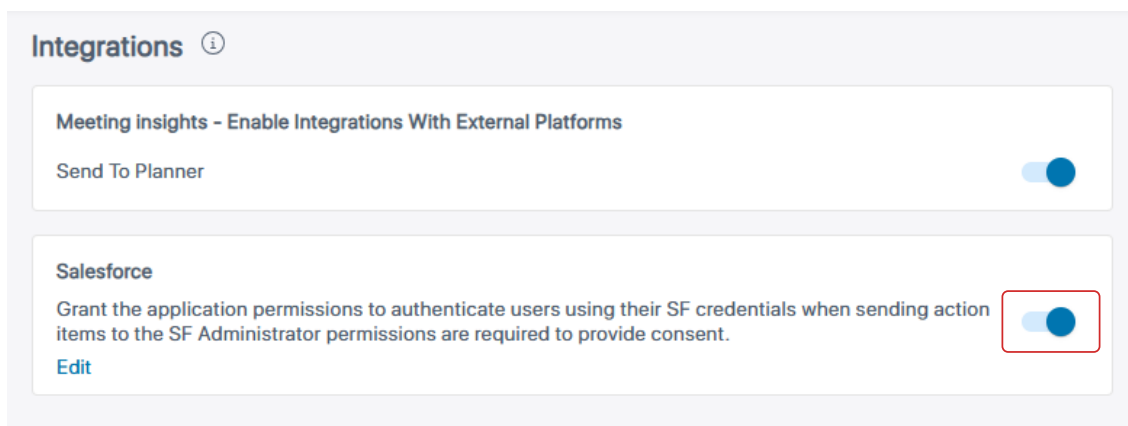 Integrations
Meeting insights - Enable Integrations With External Platforms
Send To Planner
Salesforce
Grant the application permissions to authenticate users using their SF credentials when sending action
items to the SF Administrator permissions are required to provide consent.
Edit